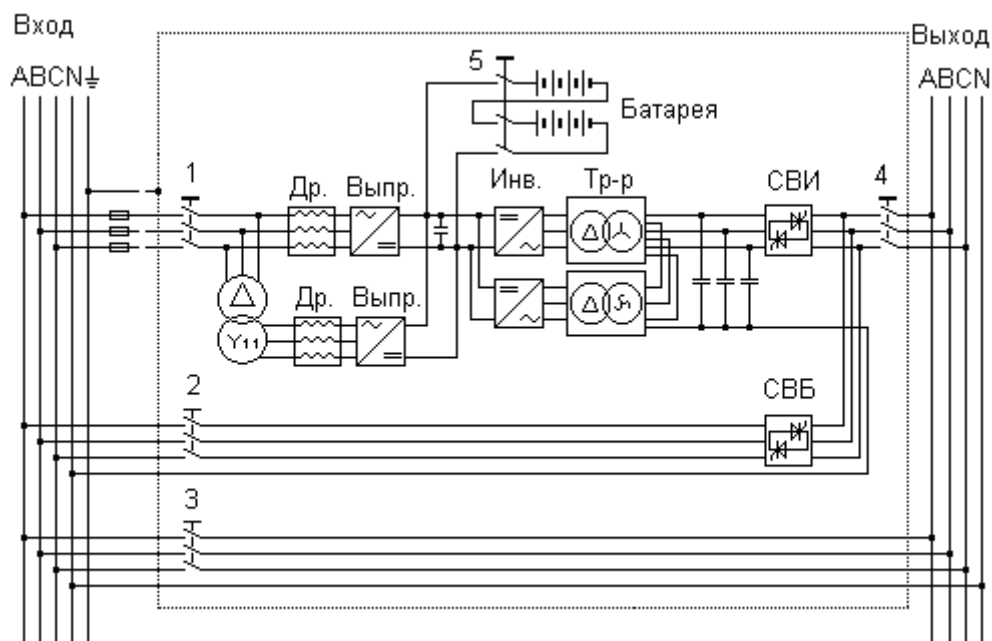 Вход
Выход
ABCN
ABCN
5
Батарея
1
Др.
Выпр.
Инв.
Тр-р
СВИ
4
Др.
Выпр.
Y11
2
СВБ
3